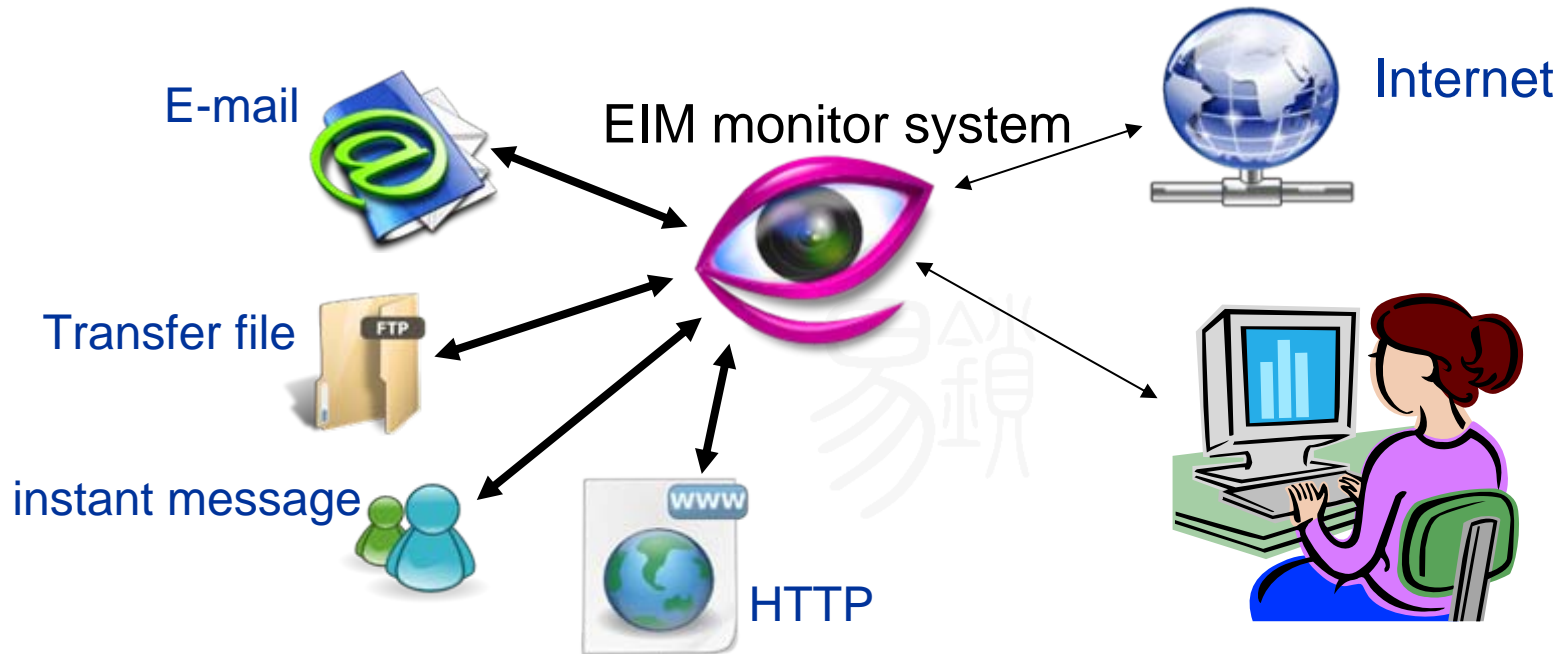 E-mail
EIM monitor system
Internet
Transfer file
FTP
instant message
WWW
HTTP
易鎖